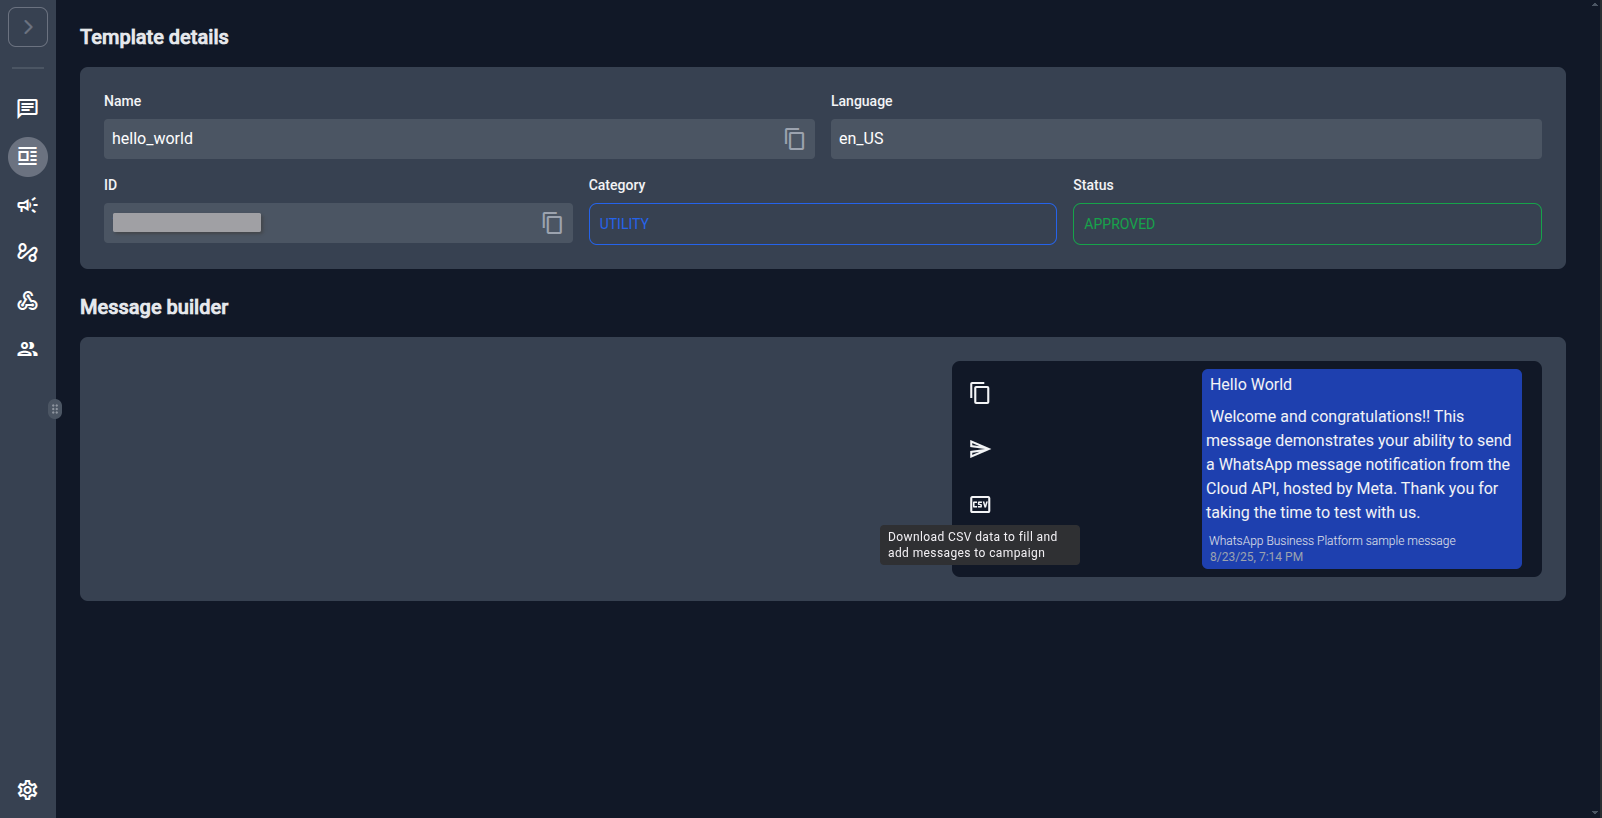 Template details
Name
Language
hello_world
en_US
ID
Category
Status
UTILITY
APPROVED
Message builder
Hello World
Welcome and congratulations!! This
message demonstrates your ability to send
a WhatsApp message notification from the
Cloud API, hosted by Meta. Thank you for
taking the time to test with us.
WhatsApp Business Platform sample message
8/23/25, 7:14 PM
CSV
Download CSV data to fill and
add messages to campaign